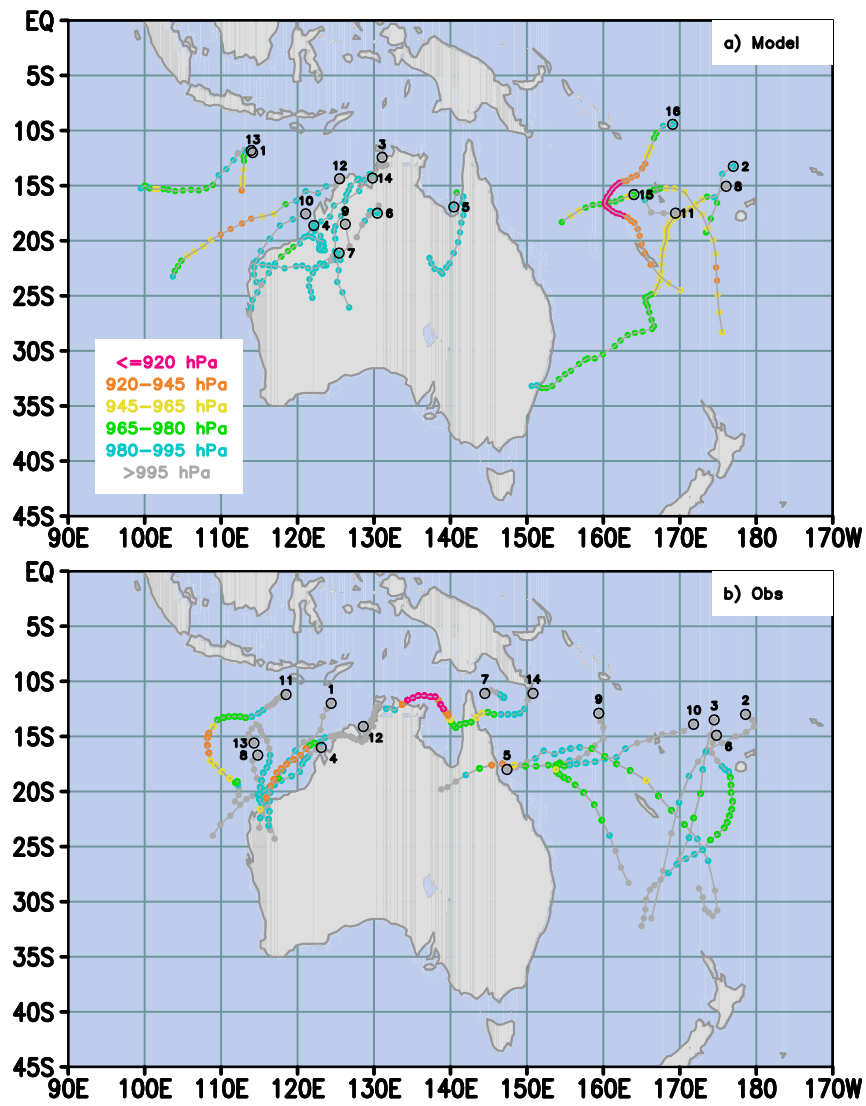 EQ
a) Model
5S
10S
16
13
1
3
12
14
2
8
15S
15
10
4
9
6
5
11
20S
7
25S
30S
<=920 hPa
920-945 hPa
945-965 hPa
965-980 hPa
980-995 hPa
>995 hPa
35S
40S
45S
90E 100E 110E 120E 130E 140E 150E 160E 170E 180 170W
EQ
b) Obs
5S
10S
11
1
7
14
9
10
3
2
15S
13
8
4
12
5
6
20S
25S
30S
35S
40S
45S
90E 100E 110E 120E 130E 140E 150E 160E 170E 180 170W